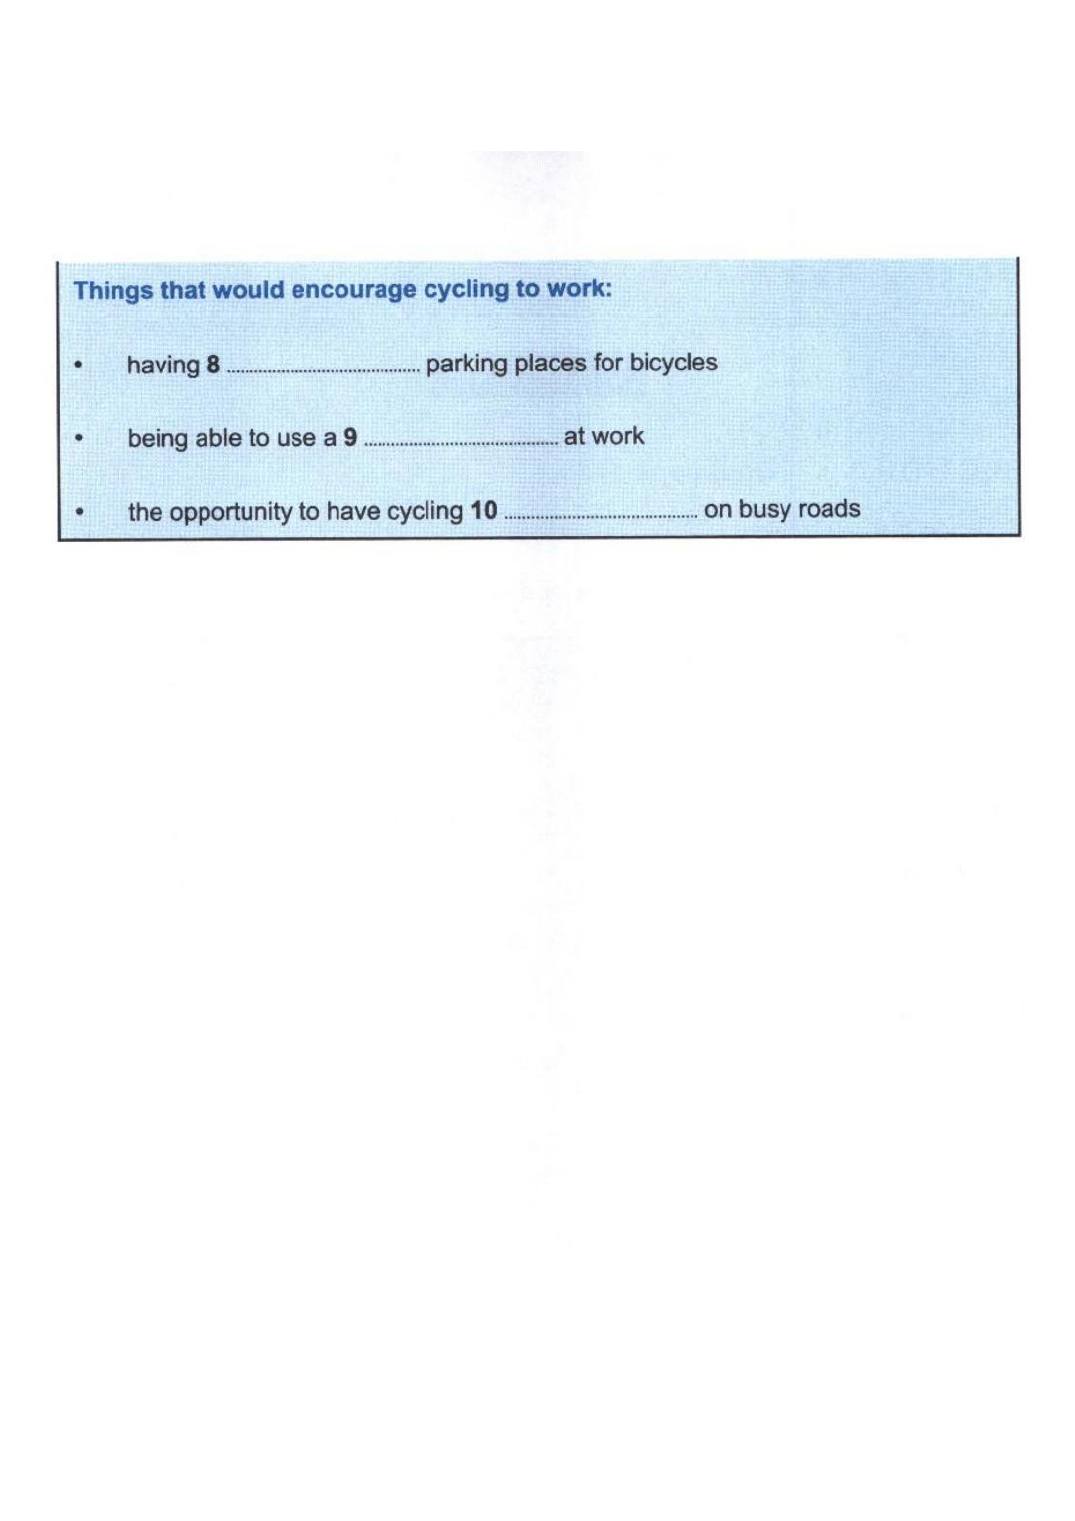 Things that would encourage cycling to work:
• having 8 ........................................ parking places for bicycles
• being able to use a 9 ........................................ at work
• the opportunity to have cycling 10 ........................................ on busy roads